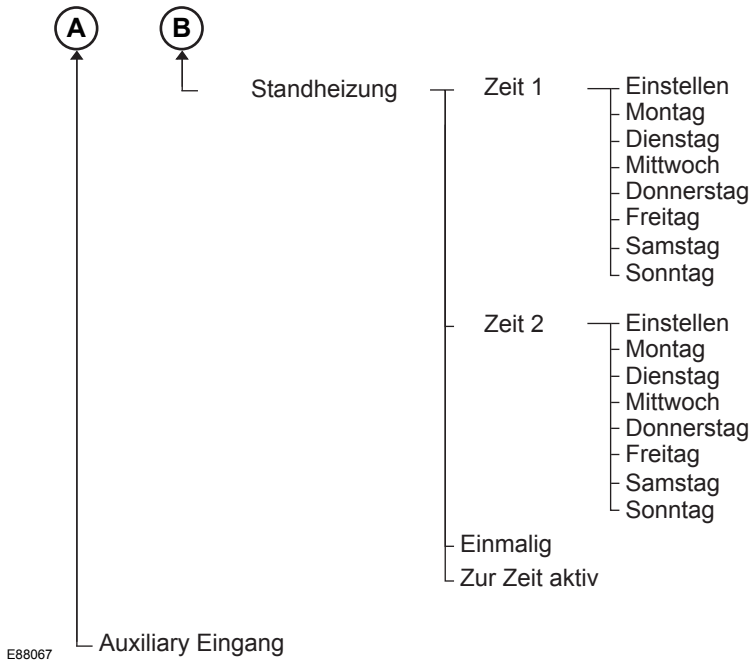 A B
Standheizung Zeit 1 Einstellen
Montag
Dienstag
Mittwoch
Donnerstag
Freitag
Samstag
Sonntag
Zeit 2 Einstellen
Montag
Dienstag
Mittwoch
Donnerstag
Freitag
Samstag
Sonntag
Einmalig
Zur Zeit aktiv
Auxiliary Eingang
E88067